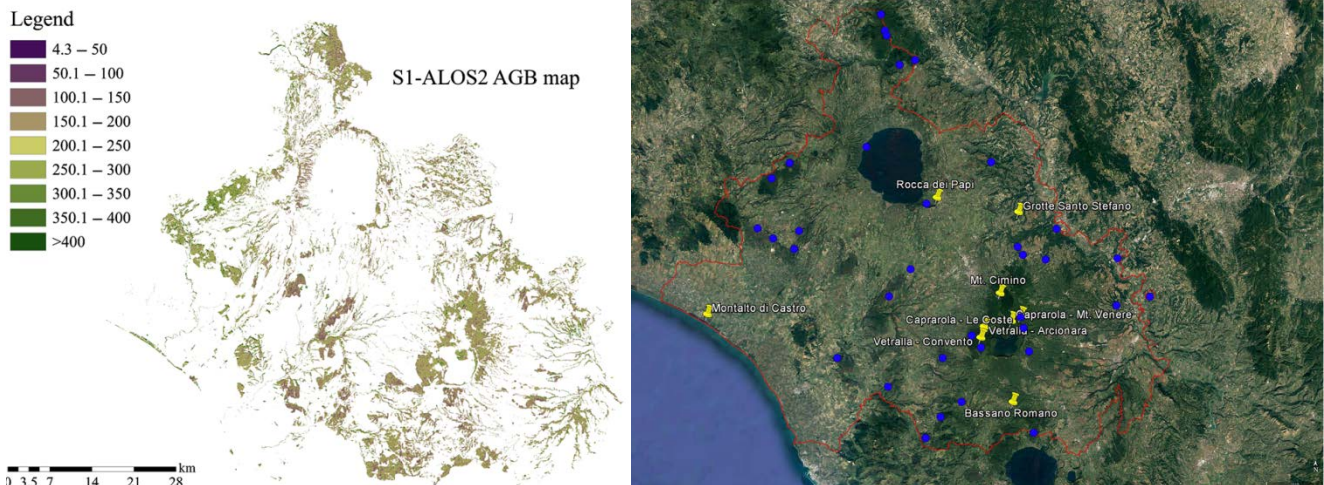 Legend
4.3 – 50
50.1 – 100
100.1 – 150
150.1 – 200
200.1 – 250
250.1 – 300
300.1 – 350
350.1 – 400
>400
S1-ALOS2 AGB map
km
0 3.5 7 14 21 28
Rocca dei Papi
Grotte Santo Stefano
Mt. Cimino
Montalto di Castro
Caprarola - Le Coste
Caprarola - Mt. Venere
Vetralla - Arcionara
Vetralla - Convento
Bassano Romano